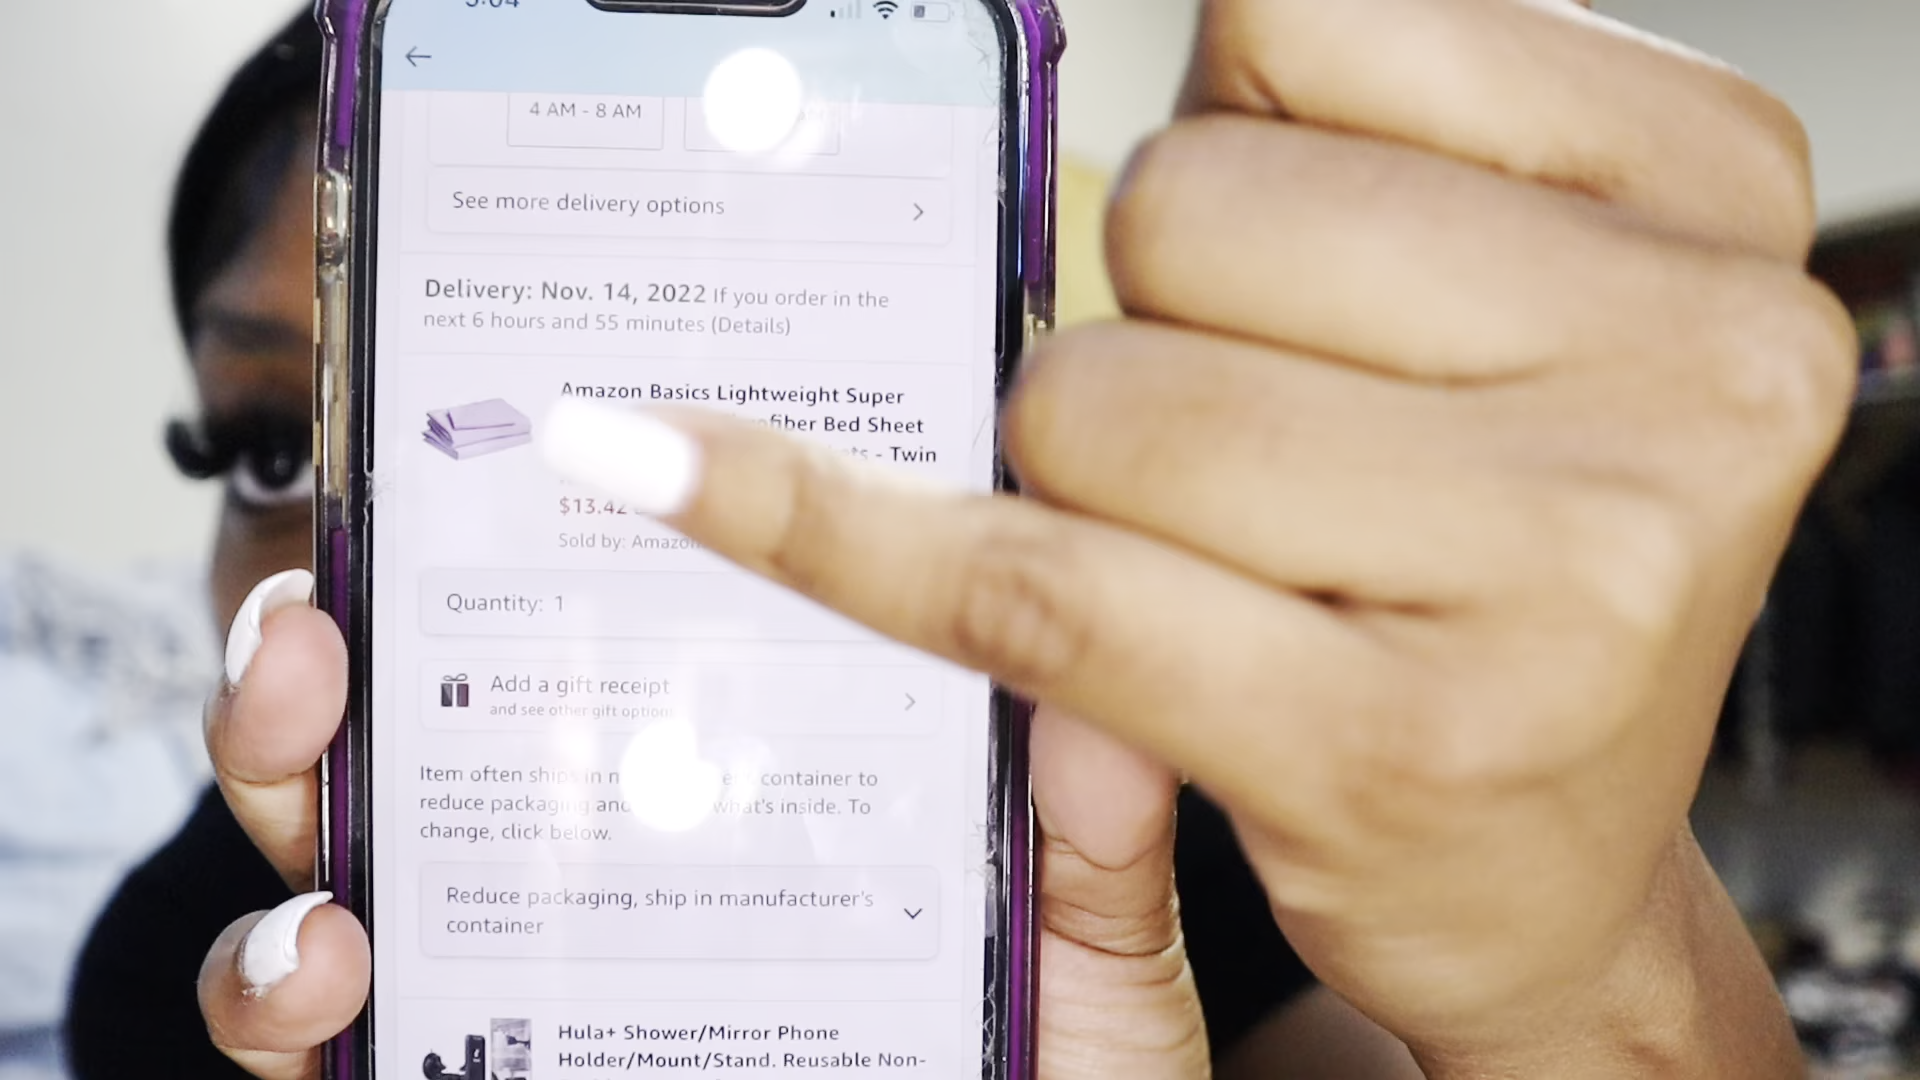 5:04
4 AM - 8 AM
See more delivery options
Delivery: Nov. 14, 2022 If you order in the
next 6 hours and 55 minutes (Details)
Amazon Basics Lightweight Super
Bed Sheet
- Twin
$13.42
Sold by: Amazon
Quantity: 1
Add a gift receipt
and see other gift options
Item often ships in container to
reduce packaging and what's inside. To
change, click below.
Reduce packaging, ship in manufacturer's
container
Hula+ Shower/Mirror Phone
Holder/Mount/Stand. Reusable Non-